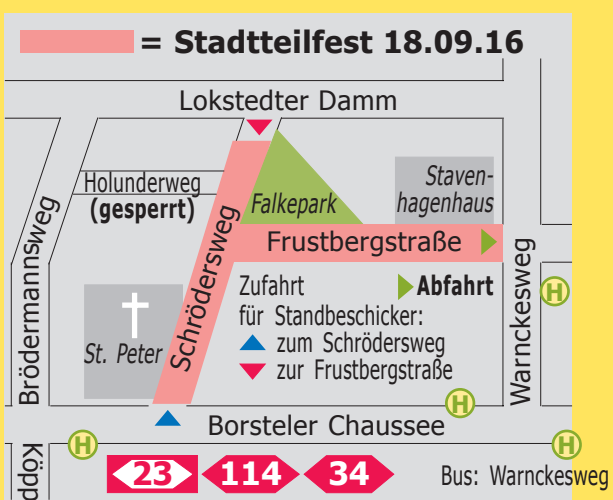 = Stadtteilfest 18.09.16
Lokstedter Damm
Holunderweg
(gesperrt)
Falkepark
Staven-
hagenhaus
Brödermannsweg
Schrödersweg
Frustbergstraße
Warnckesweg
Zufahrt
Abfahrt
für Standbeschicker:
zum Schrödersweg
zur Frustbergstraße
St. Peter
H
H
Borsteler Chaussee
H
H
Köpp
23 114 34 Bus: Warnckesweg